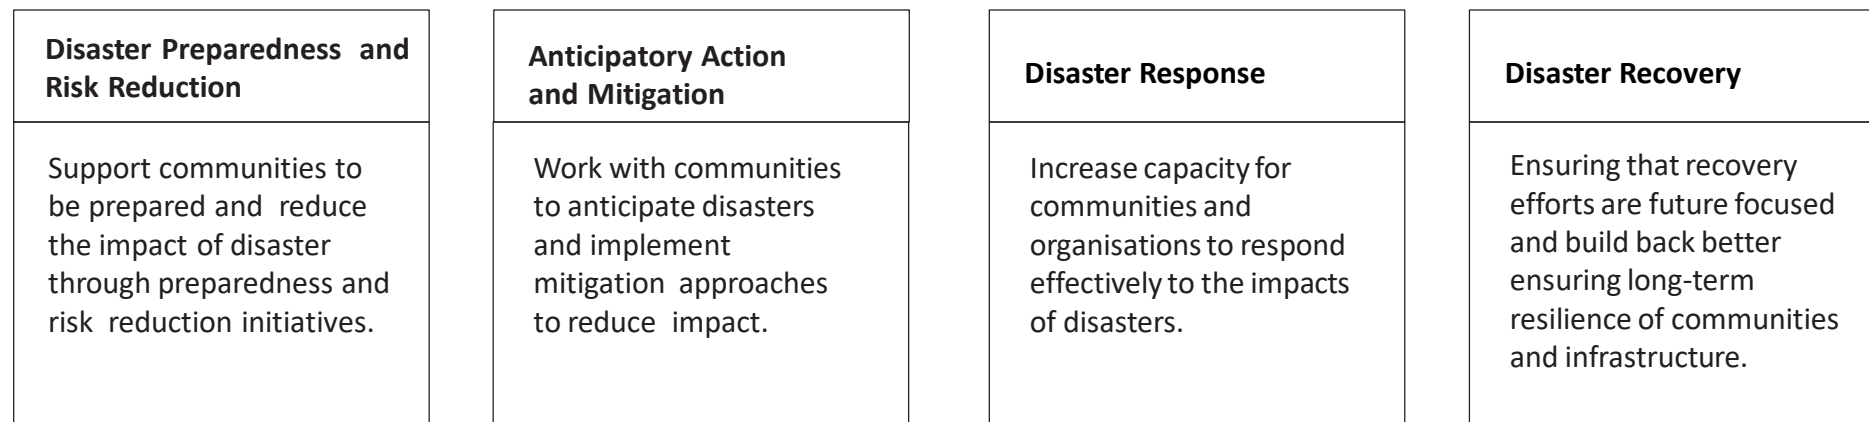 Disaster Preparedness and
Risk Reduction
Support communities to
be prepared and reduce
the impact of disaster
through preparedness and
risk reduction initiatives.
Anticipatory Action
and Mitigation
Work with communities
to anticipate disasters
and implement
mitigation approaches
to reduce impact.
Disaster Response
Increase capacity for
communities and
organisations to respond
effectively to the impacts
of disasters.
Disaster Recovery
Ensuring that recovery
efforts are future focused
and build back better
ensuring long-term
resilience of communities
and infrastructure.